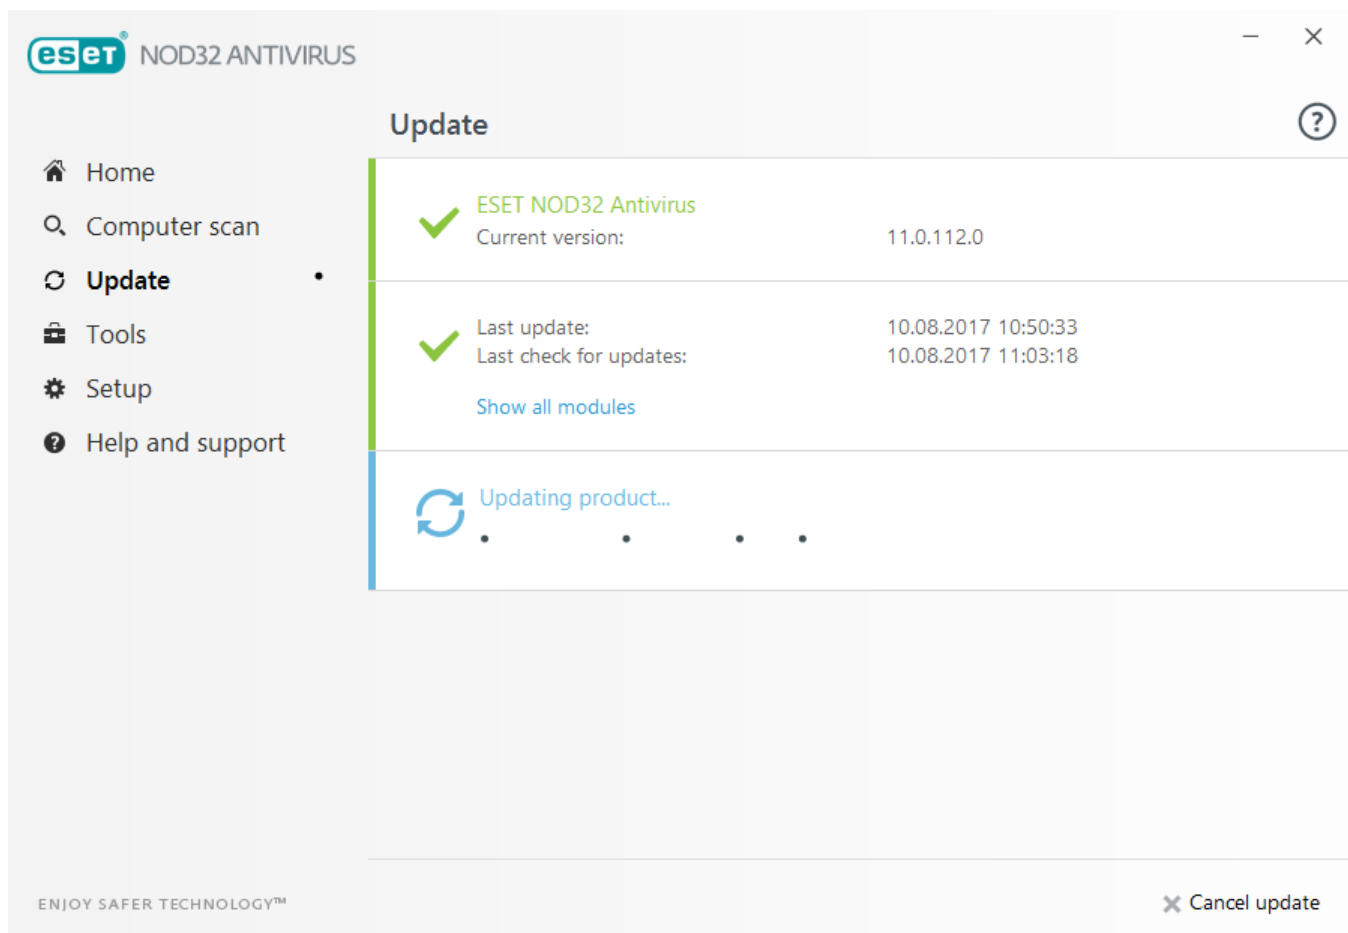 eset® NOD32 ANTIVIRUS
Update
?
Home
Computer scan
Update
Tools
Setup
Help and support
ESET NOD32 Antivirus
Current version: 11.0.112.0
Last update: 10.08.2017 10:50:33
Last check for updates: 10.08.2017 11:03:18
Show all modules
Updating product...
ENJOY SAFER TECHNOLOGY™
Cancel update